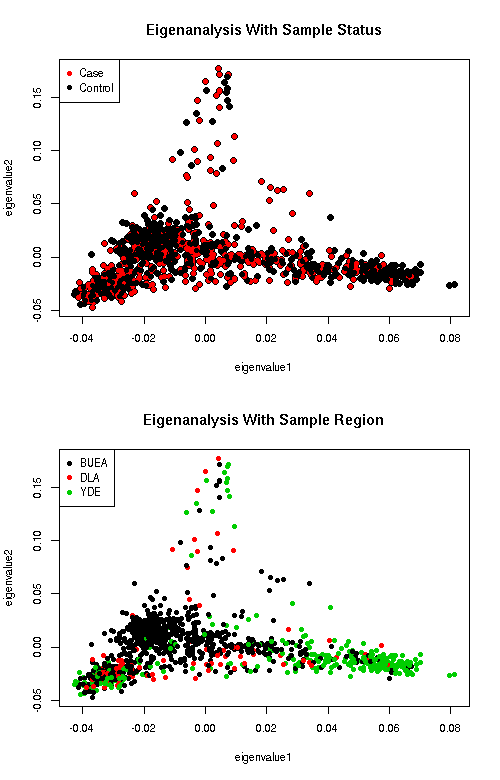 Eigenanalysis With Sample Status
Case
Control
0.15
0.10
0.05
0.00
-0.05
eigenvalue2
-0.04 -0.02 0.00 0.02 0.04 0.06 0.08
eigenvalue1
Eigenanalysis With Sample Region
BUEA
DLA
YDE
0.15
0.10
0.05
0.00
-0.05
eigenvalue2
-0.04 -0.02 0.00 0.02 0.04 0.06 0.08
eigenvalue1